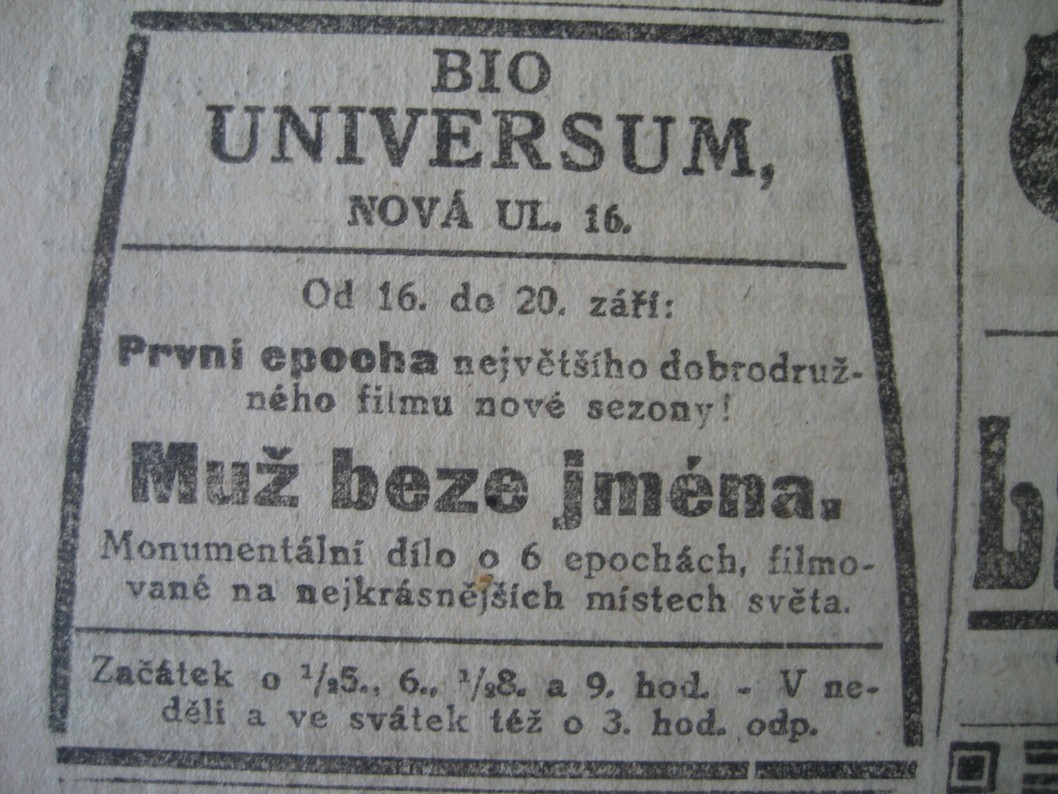 BIO
UNIVERSUM,
NOVÁ UL. 16.
Od 16. do 20. září:
První epocha největšího dobrodruž-
ného filmu nové sezony!
Muž beze jména.
Monumentální dílo o 6 epochách, filmo-
vané na nejkrásnějších místech světa.
Začátek o 1/25., 6., 1/28. a 9. hod. - V ne-
děli a ve svátek též o 3. hod. odp.